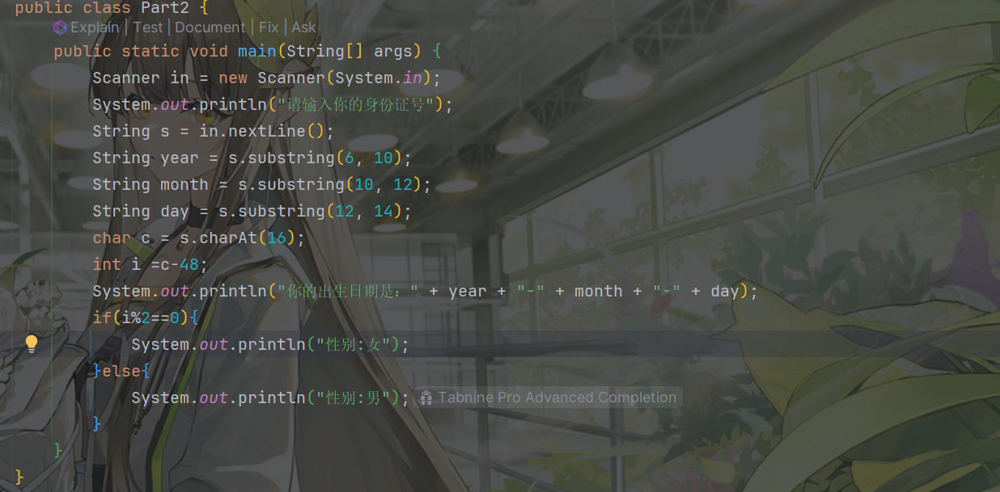 public class Part2 {
Explain | Test | Document | Fix | Ask
public static void main(String[] args) {
Scanner in = new Scanner(System.in);
System.out.println("请输入你的身份证号");
String s = in.nextLine();
String year = s.substring(6, 10);
String month = s.substring(10, 12);
String day = s.substring(12, 14);
char c = s.charAt(16);
int i =c-48;
System.out.println("你的出生日期是：" + year + "-" + month + "-" + day);
if(i%2==0){
System.out.println("性别:女");
}else{
System.out.println("性别:男"); Tabnine Pro Advanced Completion
}
}
}